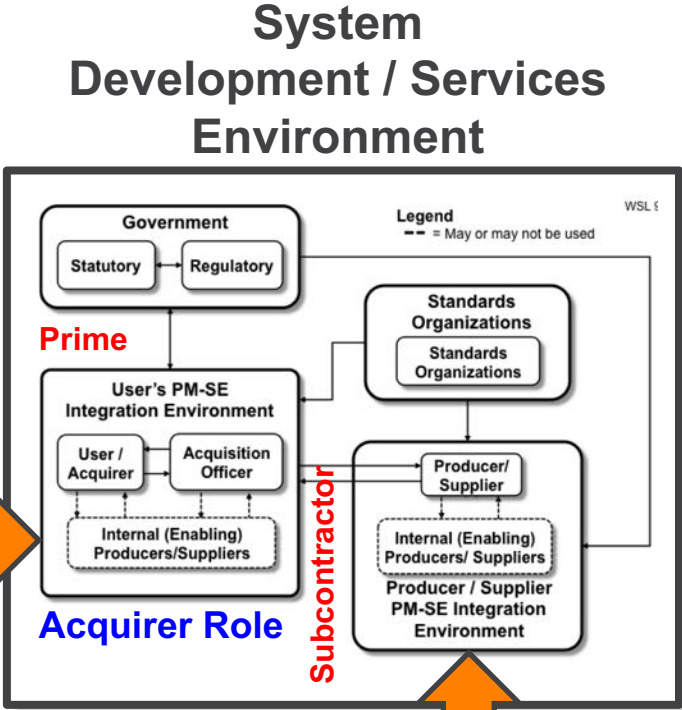 System
Development / Services
Environment
WSL 9
Government
Statutory
Regulatory
Legend
= May or may not be used
Prime
Standards
Organizations
Standards
Organizations
User's PM-SE
Integration Environment
User /
Acquirer
Acquisition
Officer
Internal (Enabling)
Producers/Suppliers
Acquirer Role
Subcontractor
Producer/
Supplier
Internal (Enabling)
Producers/ Suppliers
Producer / Supplier
PM-SE Integration
Environment